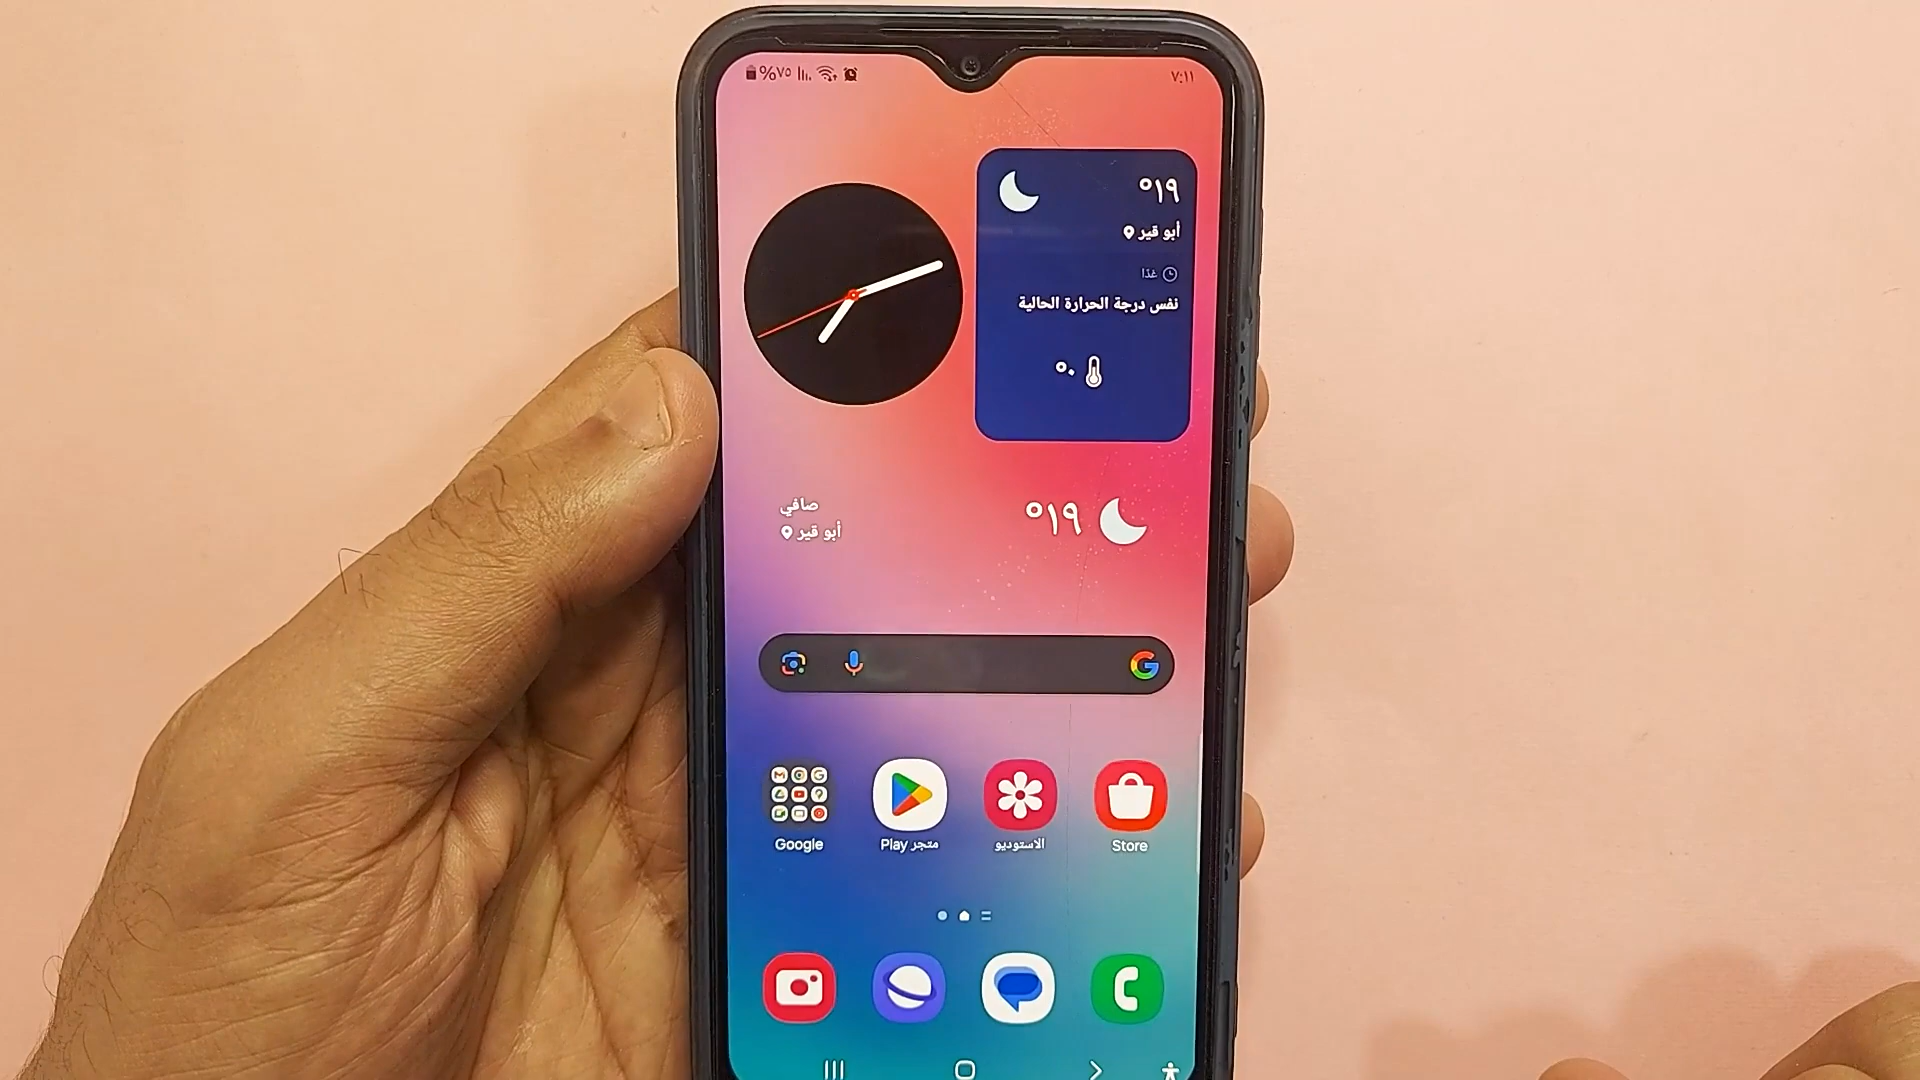 ٧:١١
%٧٥
°١٩
أبو قير
غدًا
نفس درجة الحرارة الحالية
°٠
°١٩
صافي
أبو قير
Store
الاستوديو
متجر Play
Google